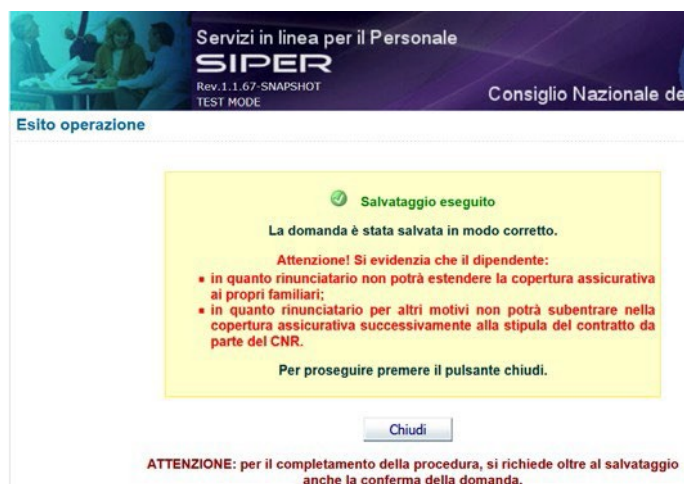 Servizi in linea per il Personale
SIPER
Rev.1.1.67-SNAPSHOT
TEST MODE
Consiglio Nazionale de
Esito operazione
Salvataggio eseguito
La domanda è stata salvata in modo corretto.
Attenzione! Si evidenzia che il dipendente:
in quanto rinunciatario non potrà estendere la copertura assicurativa
ai propri familiari;
in quanto rinunciatario per altri motivi non potrà subentrare nella
copertura assicurativa successivamente alla stipula del contratto da
parte del CNR.
Per proseguire premere il pulsante chiudi.
Chiudi
ATTENZIONE: per il completamento della procedura, si richiede oltre al salvataggio
anche la conferma della domanda.